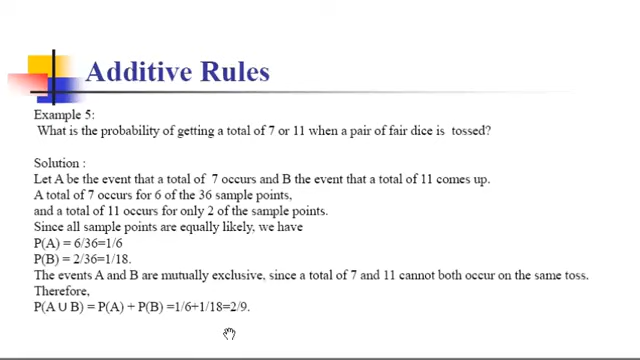 Additive Rules
Example 5:
What is the probability of getting a total of 7 or 11 when a pair of fair dice is tossed?
Solution :
Let A be the event that a total of 7 occurs and B the event that a total of 11 comes up.
A total of 7 occurs for 6 of the 36 sample points,
and a total of 11 occurs for only 2 of the sample points.
Since all sample points are equally likely, we have
P(A) = 6/36=1/6
P(B) = 2/36=1/18.
The events A and B are mutually exclusive, since a total of 7 and 11 cannot both occur on the same toss.
Therefore,
P(A ∪ B) = P(A) + P(B) =1/6+1/18=2/9.